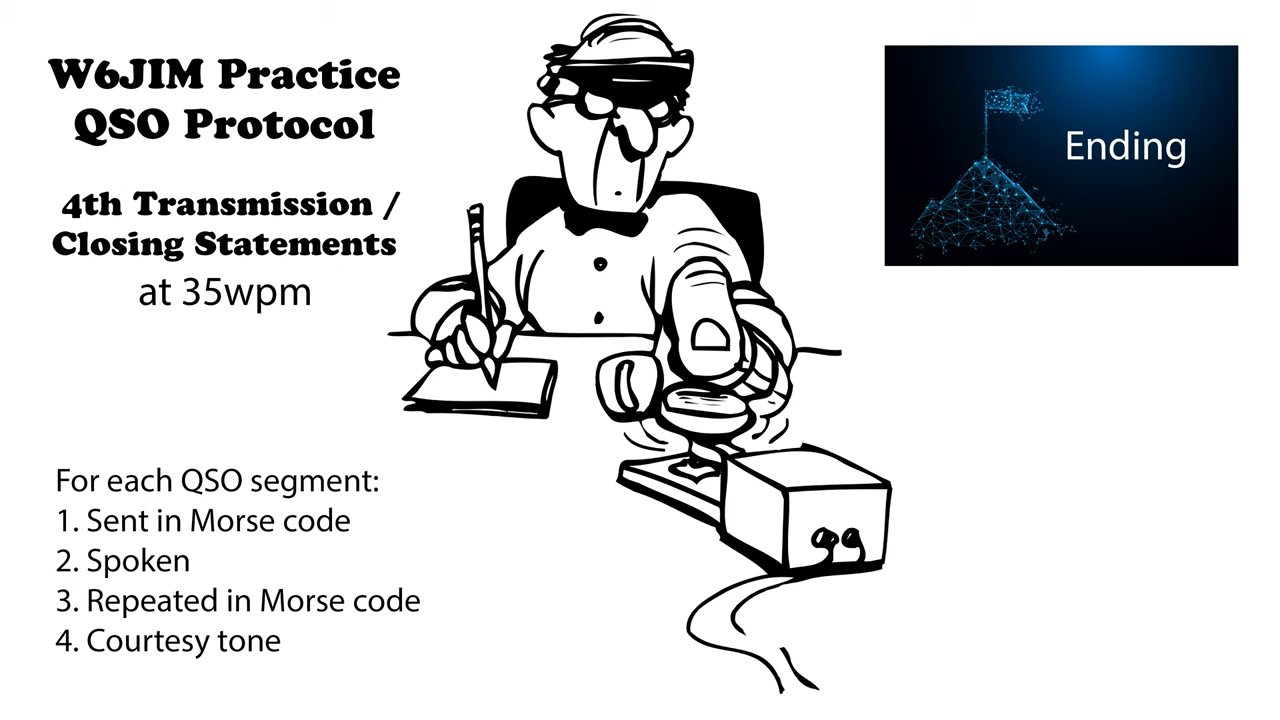 W6JIM Practice
QSO Protocol
4th Transmission /
Closing Statements
at 35wpm
Ending
For each QSO segment:
1. Sent in Morse code
2. Spoken
3. Repeated in Morse code
4. Courtesy tone